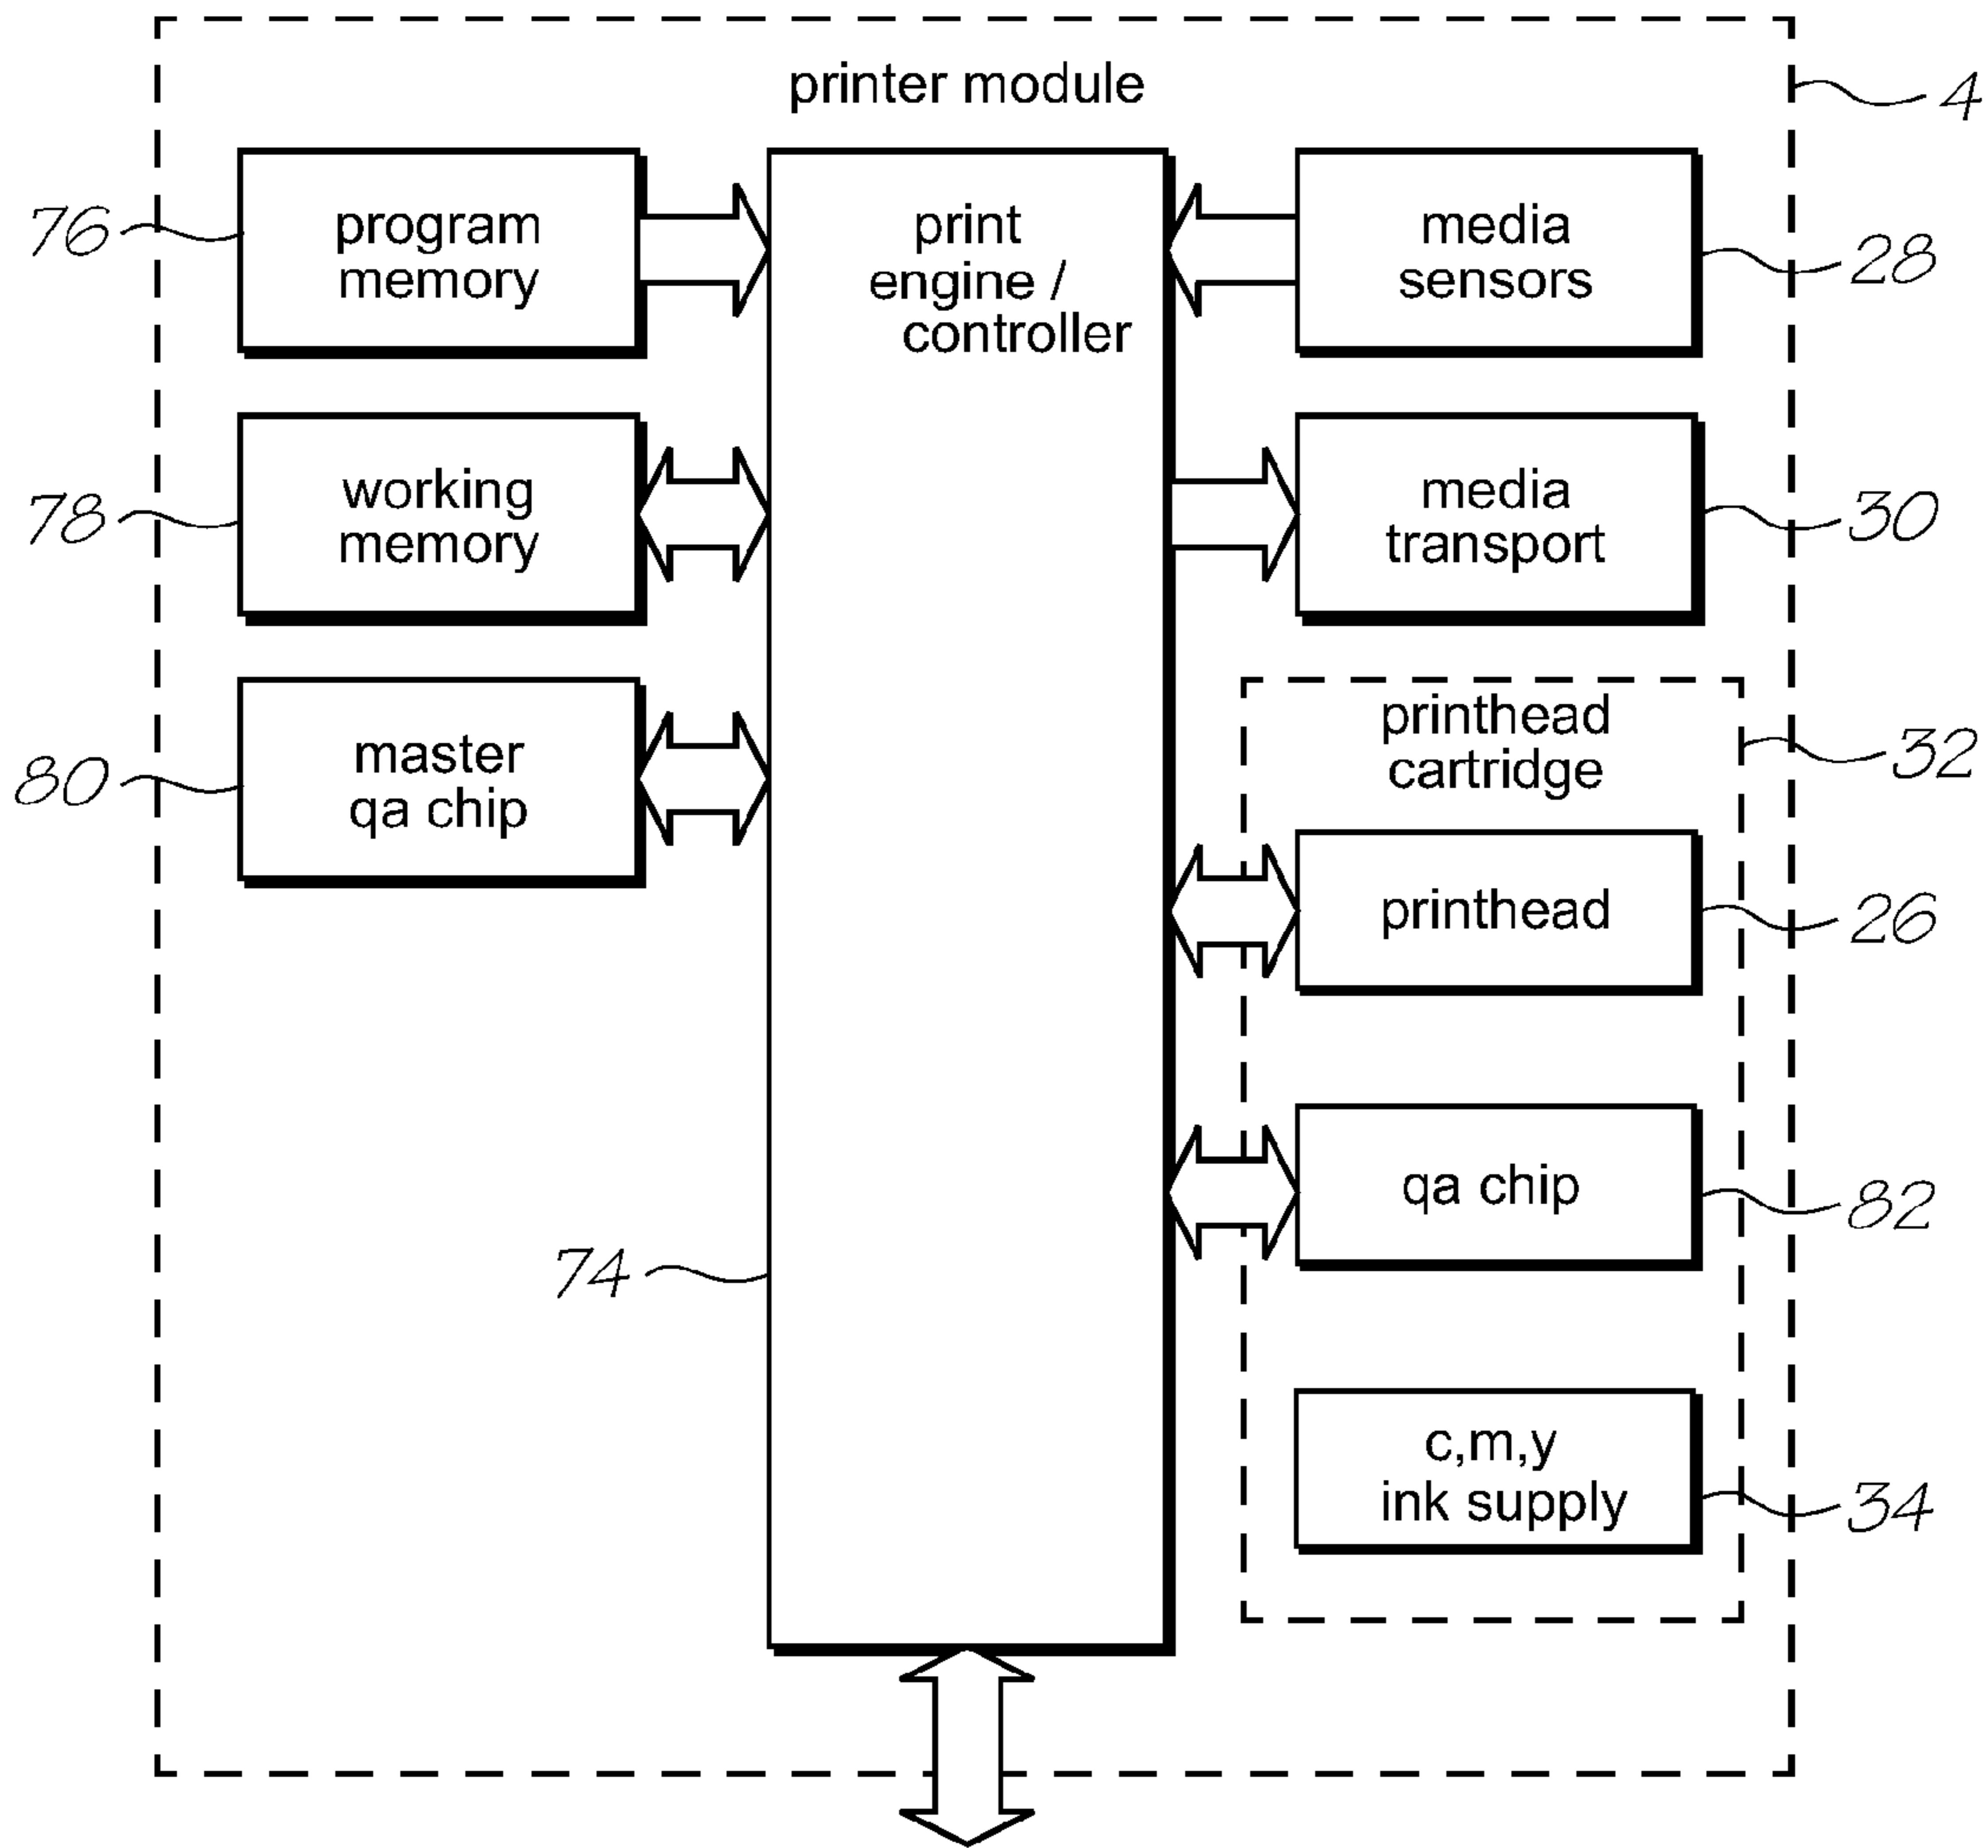 printer module
4
76
program
memory
print
engine /
controller
media
sensors
28
78
working
memory
media
transport
30
80
master
qa chip
printhead
cartridge
32
printhead
26
74
qa chip
82
c,m,y
ink supply
34